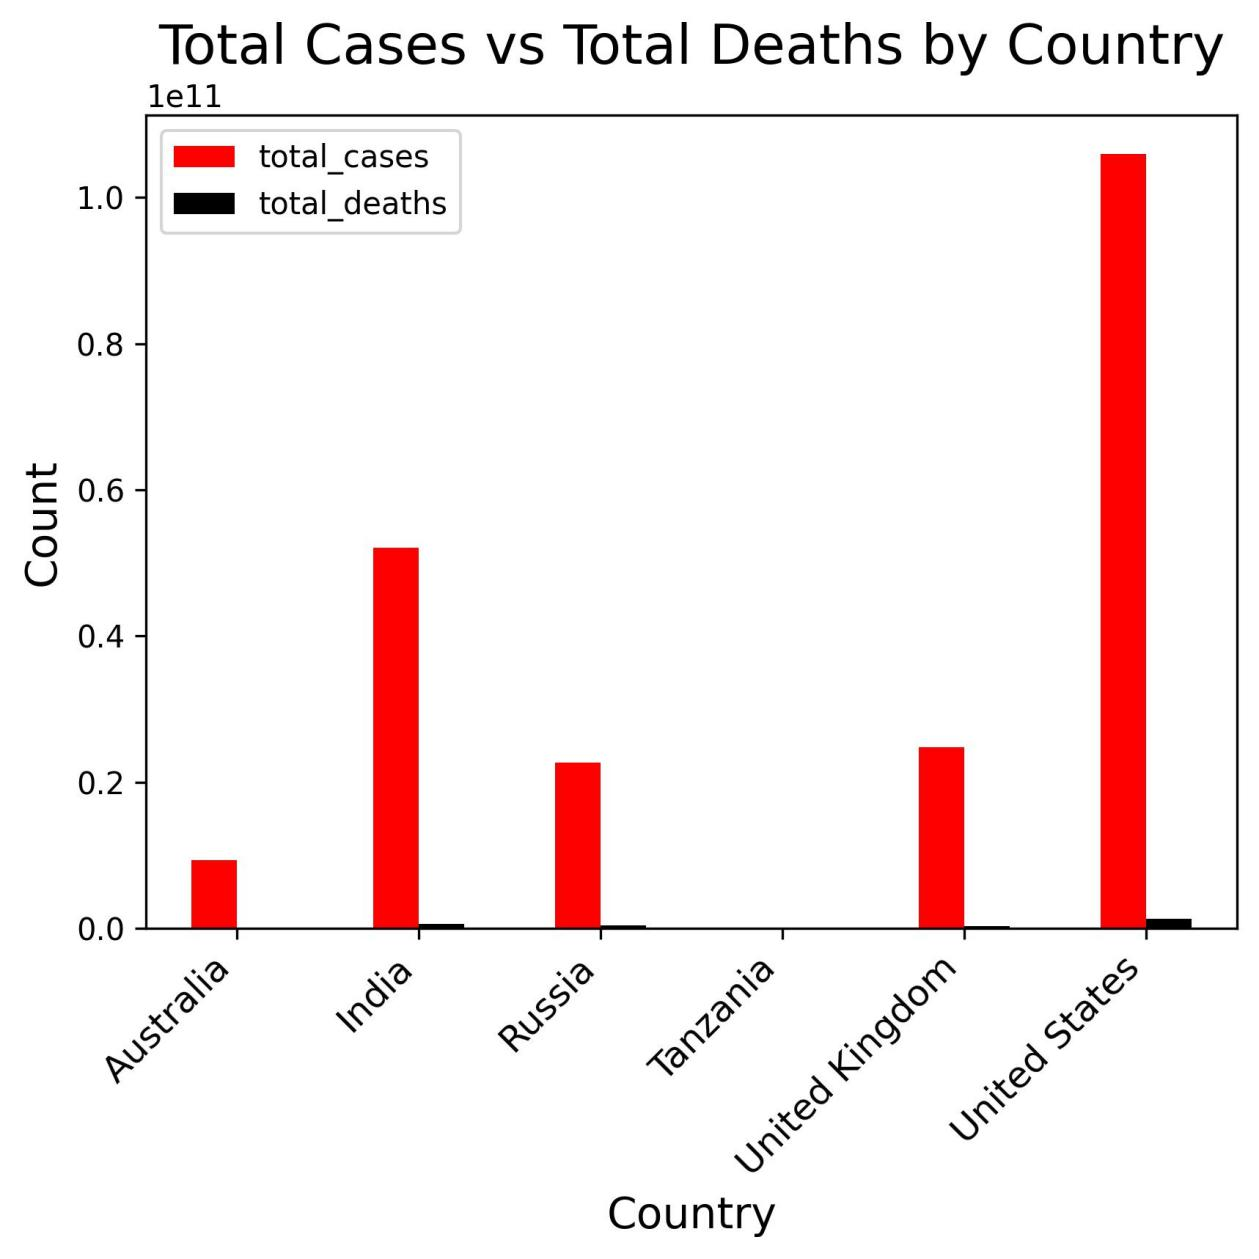 Total Cases vs Total Deaths by Country
1e11
total_cases
total_deaths
1.0
0.8
0.6
0.4
0.2
0.0
Count
Australia
India
Russia
Tanzania
United Kingdom
United States
Country